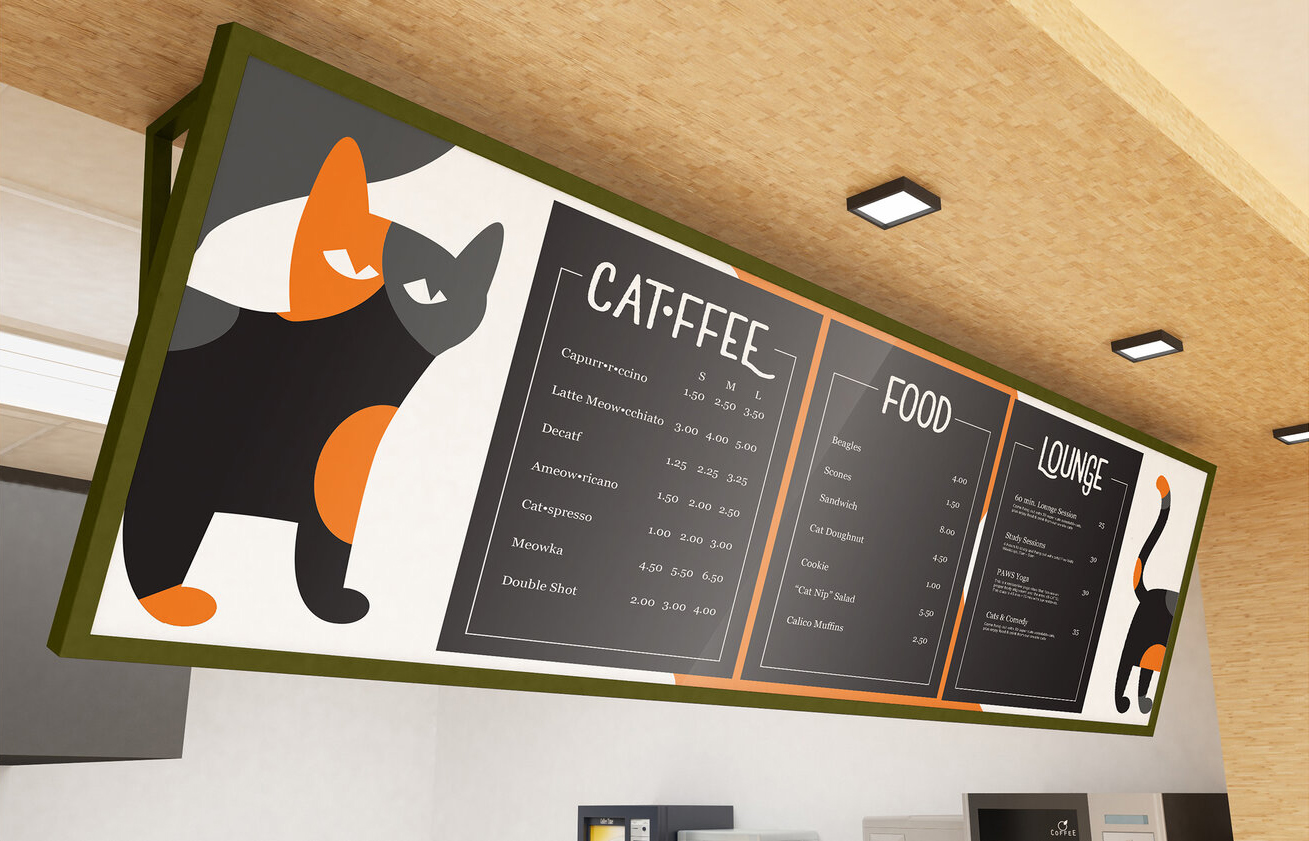 CAT•FFEE
S M L
Capurr•r•ccino 1.50 2.50 3.50
Latte Meow•cchiato 3.00 4.00 5.00
Decatf 1.25 2.25 3.25
Ameow•ricano 1.50 2.00 2.50
Cat•spresso 1.00 2.00 3.00
Meowka 4.50 5.50 6.50
Double Shot 2.00 3.00 4.00
FOOD
Beagles 4.00
Scones 1.50
Sandwich 8.00
Cat Doughnut 4.50
Cookie 1.00
“Cat Nip” Salad 5.50
Calico Muffins 2.50
LOUNGE
60 min. Lounge Session 25
Study Sessions 30
PAWS Yoga 30
Cats & Comedy 35
COFFEE